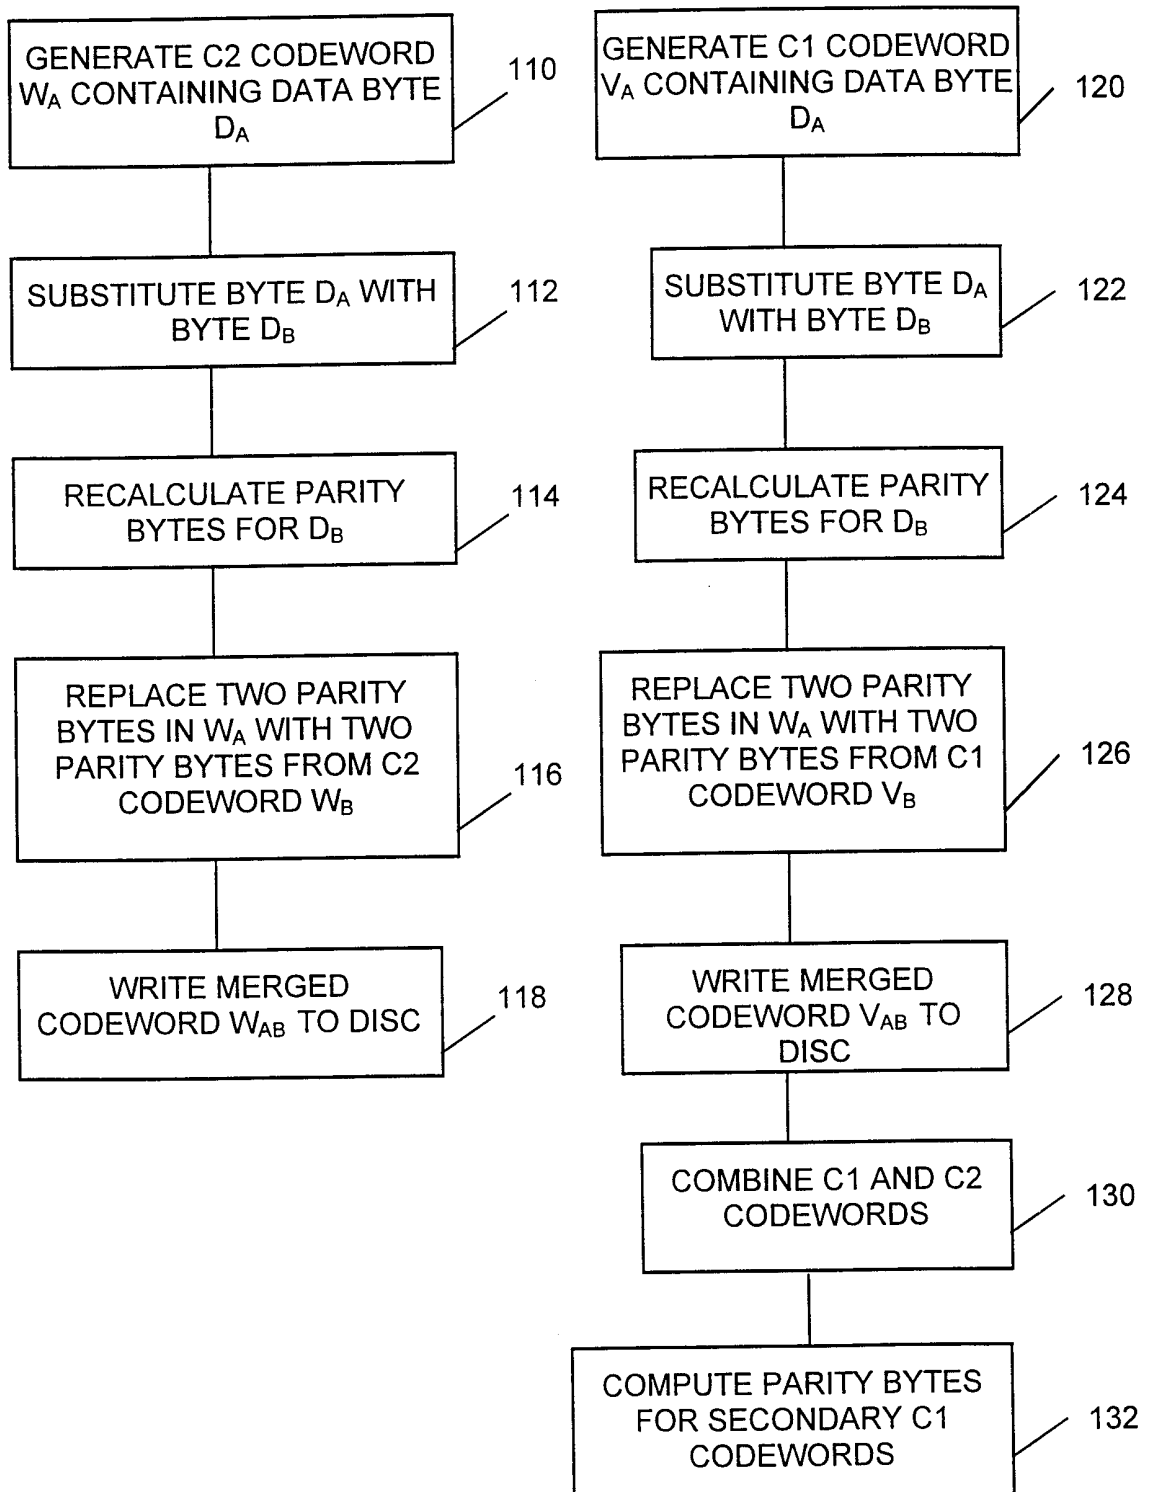 GENERATE C2 CODEWORD
WA CONTAINING DATA BYTE
DA
110
SUBSTITUTE BYTE DA WITH
BYTE DB
112
RECALCULATE PARITY
BYTES FOR DB
114
REPLACE TWO PARITY
BYTES IN WA WITH TWO
PARITY BYTES FROM C2
CODEWORD WB
116
WRITE MERGED
CODEWORD WAB TO DISC
118
GENERATE C1 CODEWORD
VA CONTAINING DATA BYTE
DA
120
SUBSTITUTE BYTE DA
WITH BYTE DB
122
RECALCULATE PARITY
BYTES FOR DB
124
REPLACE TWO PARITY
BYTES IN WA WITH TWO
PARITY BYTES FROM C1
CODEWORD VB
126
WRITE MERGED
CODEWORD VAB TO
DISC
128
COMBINE C1 AND C2
CODEWORDS
130
COMPUTE PARITY BYTES
FOR SECONDARY C1
CODEWORDS
132